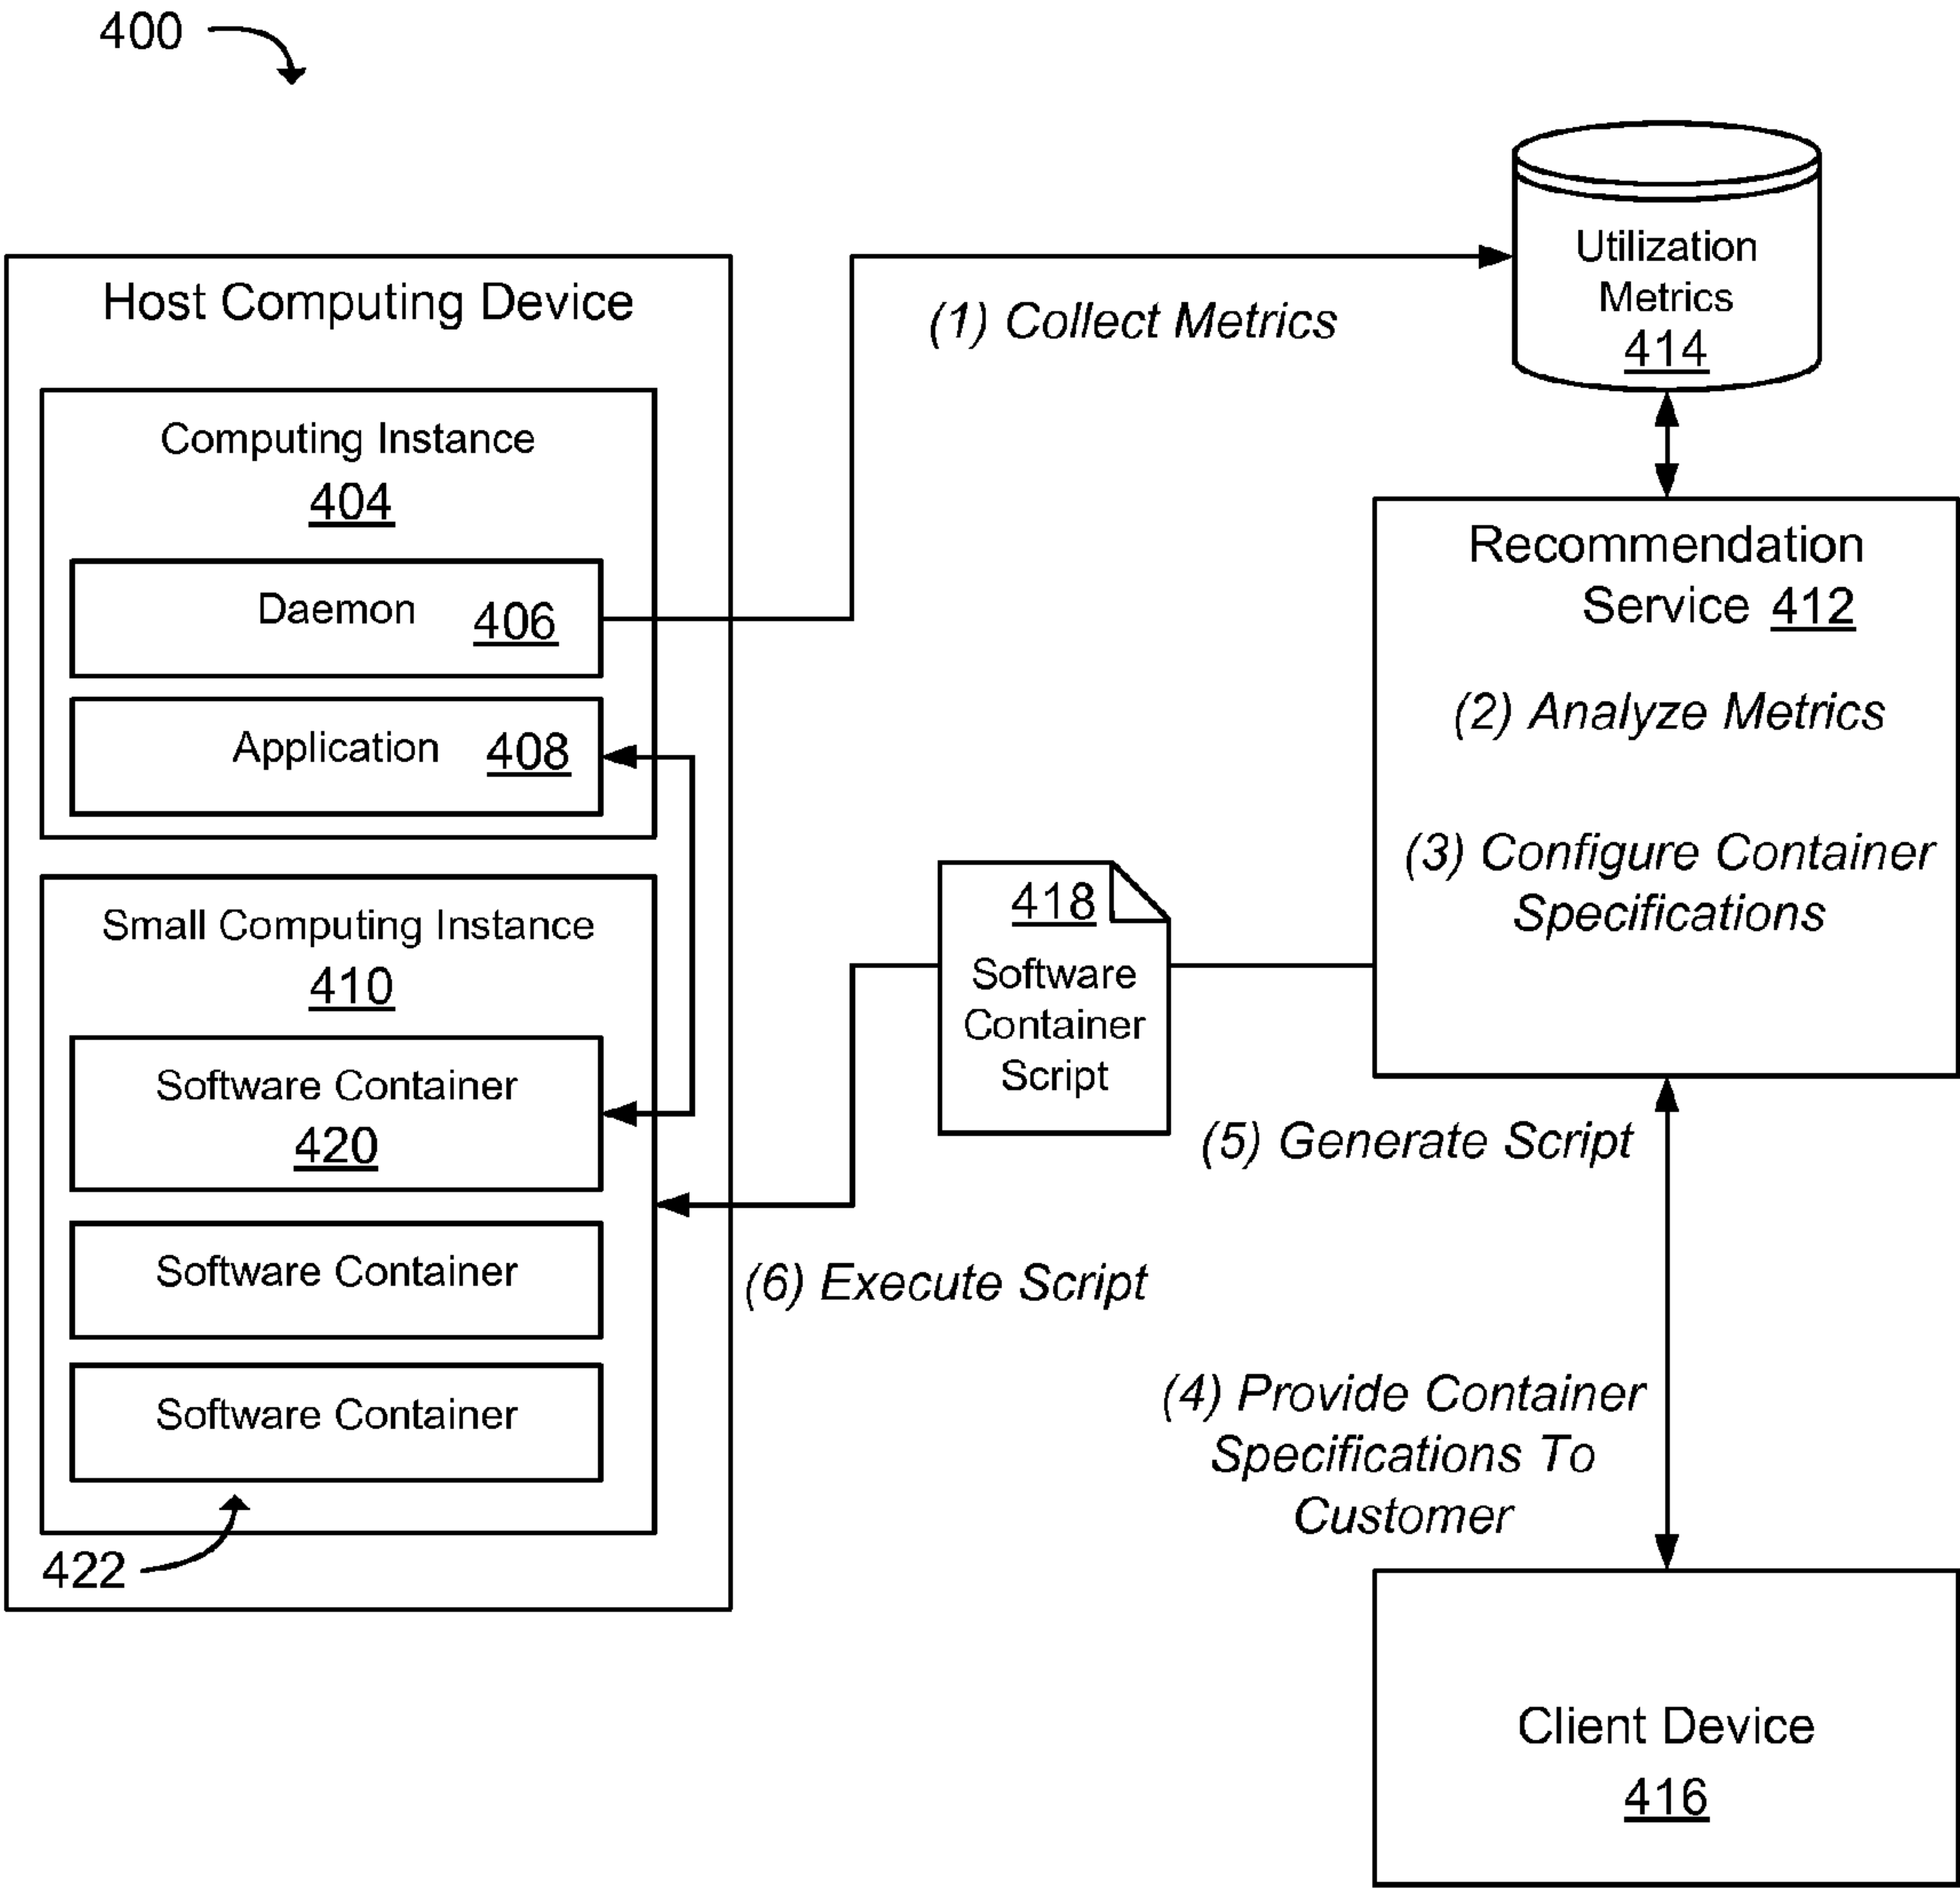 400
Host Computing Device
Computing Instance
404
Daemon 406
Application 408
Small Computing Instance
410
Software Container
420
Software Container
Software Container
422
(1) Collect Metrics
Utilization
Metrics
414
Recommendation
Service 412
(2) Analyze Metrics
(3) Configure Container
Specifications
418
Software
Container
Script
(5) Generate Script
(6) Execute Script
(4) Provide Container
Specifications To
Customer
Client Device
416